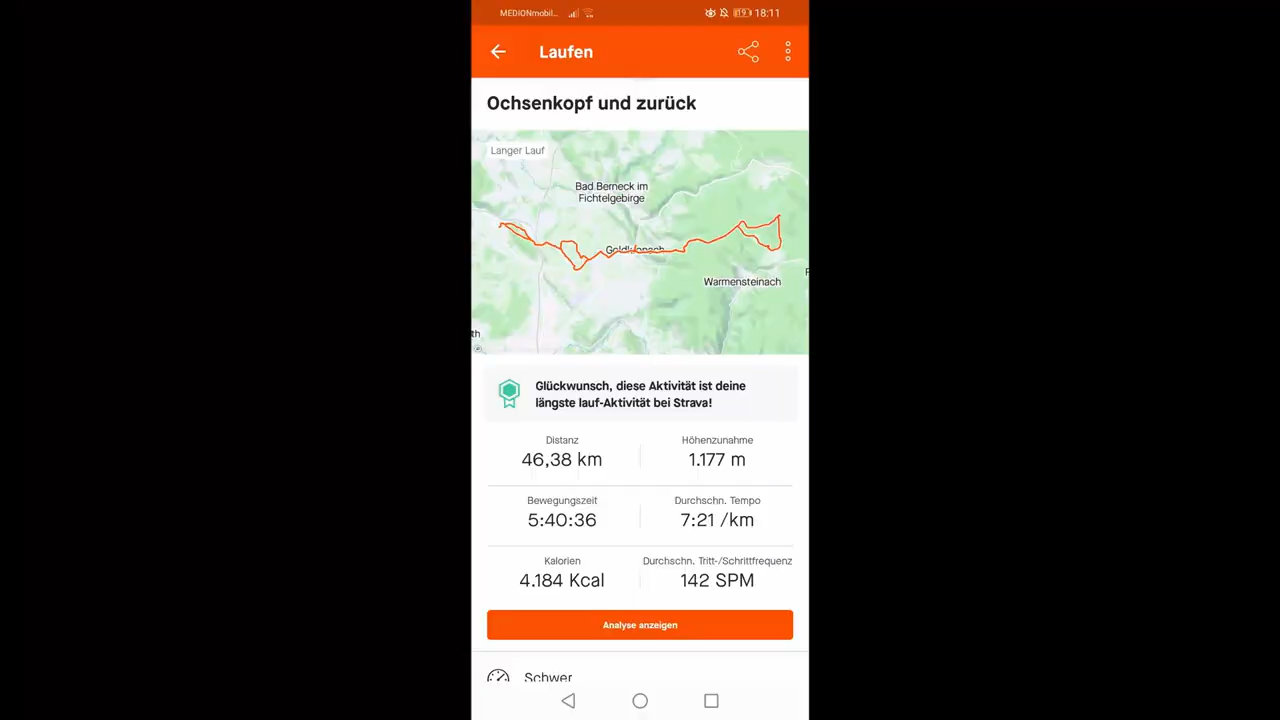 MEDIONmobil...
19
18:11
Laufen
Ochsenkopf und zurück
Langer Lauf
Bad Berneck im
Fichtelgebirge
Warmensteinach
th
Glückwunsch, diese Aktivität ist deine
längste lauf-Aktivität bei Strava!
Distanz
Höhenzunahme
46,38 km
1.177 m
Bewegungszeit
Durchschn. Tempo
5:40:36
7:21 /km
Kalorien
Durchschn. Tritt-/Schrittfrequenz
4.184 Kcal
142 SPM
Analyse anzeigen
Schwer